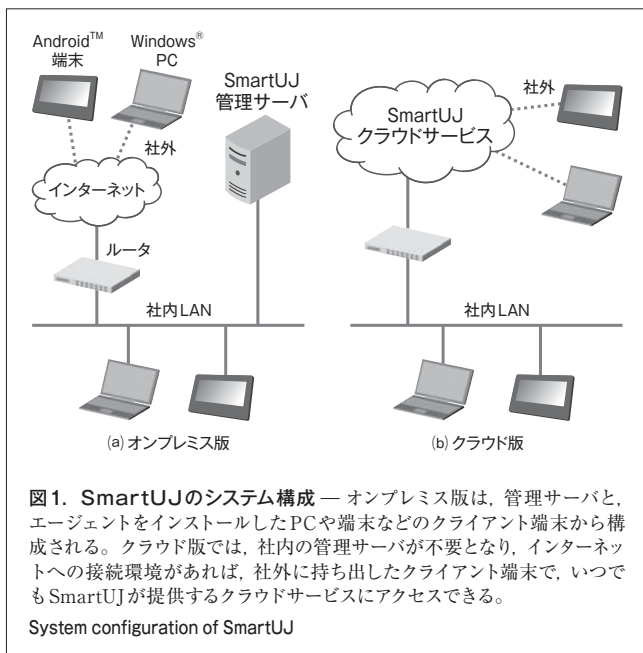 Android™
端末
Windows®
PC
SmartUJ
管理サーバ
社外
インターネット
ルータ
社内LAN
(a) オンプレミス版
SmartUJ
クラウドサービス
社外
社内LAN
(b) クラウド版
図1. SmartUJのシステム構成 — オンプレミス版は，管理サーバと，
エージェントをインストールしたPCや端末などのクライアント端末から構
成される。クラウド版では，社内の管理サーバが不要となり，インターネッ
トへの接続環境があれば，社外に持ち出したクライアント端末で，いつで
もSmartUJが提供するクラウドサービスにアクセスできる。
System configuration of SmartUJ